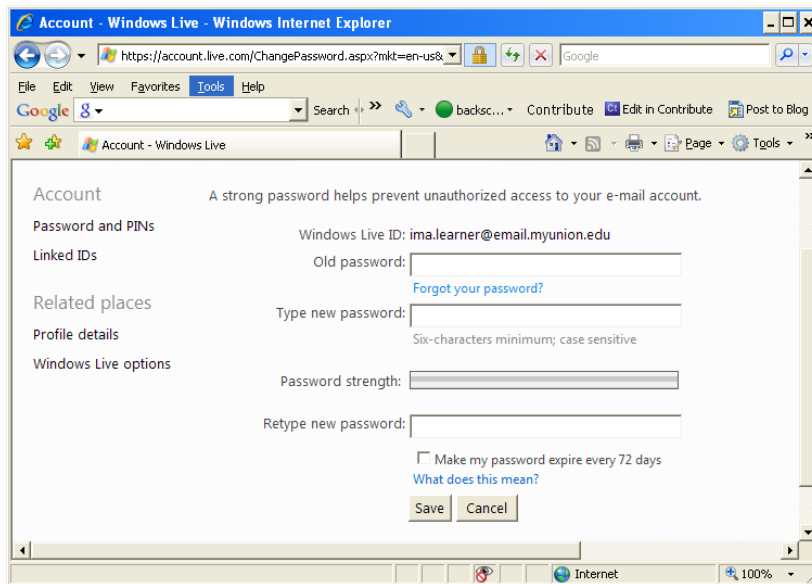 Account - Windows Live - Windows Internet Explorer
https://account.live.com/ChangePassword.aspx?mkt=en-us&
Google
File Edit View Favorites Tools Help
Google g Search » backsc... Contribute Ct Edit in Contribute Post to Blog
Account - Windows Live Page Tools »
Account
A strong password helps prevent unauthorized access to your e-mail account.
Password and PINs
Windows Live ID: ima.learner@email.myunion.edu
Linked IDs
Old password:
Forgot your password?
Related places
Type new password:
Profile details
Six-characters minimum; case sensitive
Windows Live options
Password strength:
Retype new password:
Make my password expire every 72 days
What does this mean?
Save Cancel
Internet 100%